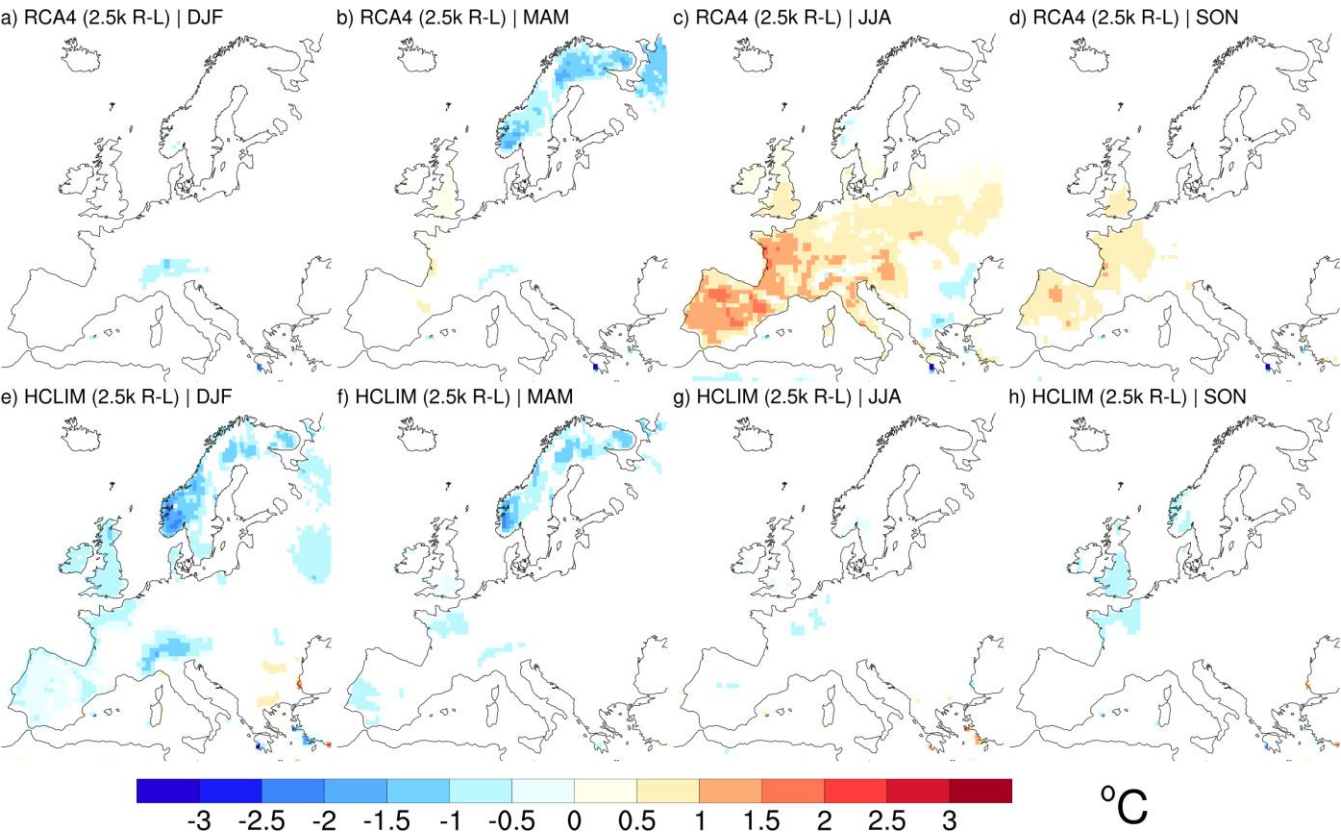 a) RCA4 (2.5k R-L) | DJF
b) RCA4 (2.5k R-L) | MAM
c) RCA4 (2.5k R-L) | JJA
d) RCA4 (2.5k R-L) | SON
e) HCLIM (2.5k R-L) | DJF
f) HCLIM (2.5k R-L) | MAM
g) HCLIM (2.5k R-L) | JJA
h) HCLIM (2.5k R-L) | SON
-3 -2.5 -2 -1.5 -1 -0.5 0 0.5 1 1.5 2 2.5 3
°C